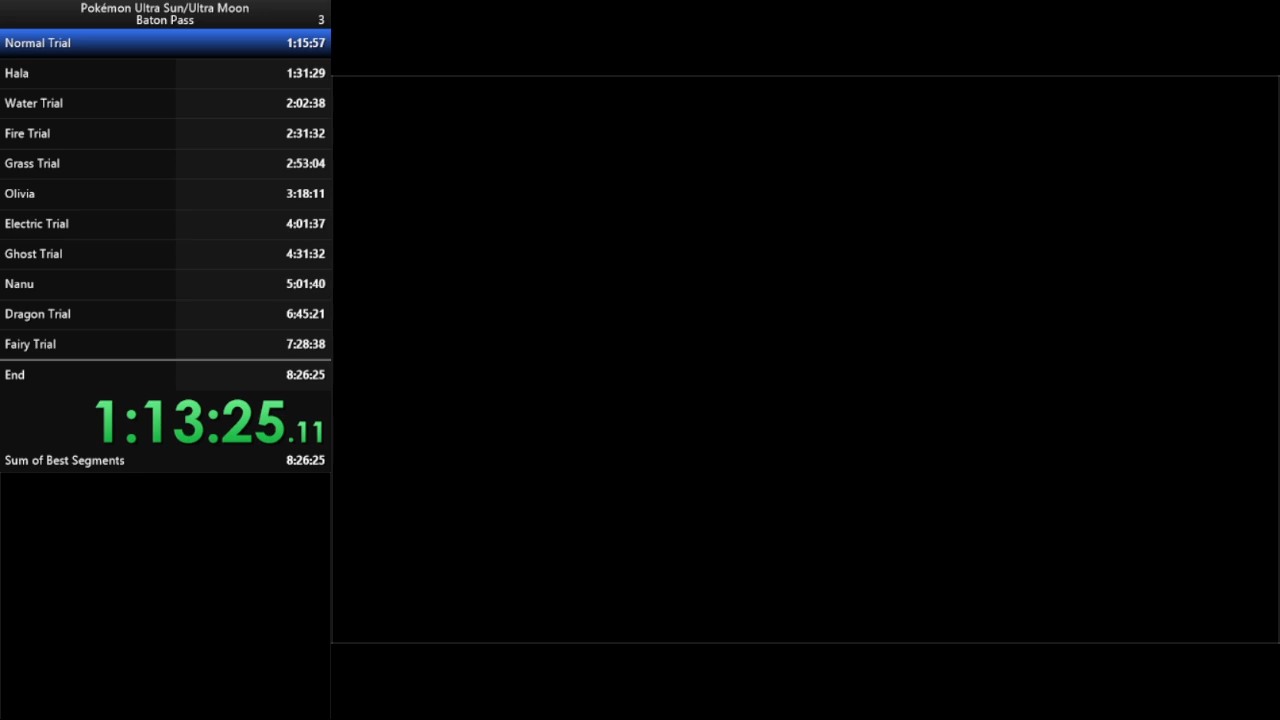 Pokémon Ultra Sun/Ultra Moon
Baton Pass 3
Normal Trial 1:15:57
Hala 1:31:29
Water Trial 2:02:38
Fire Trial 2:31:32
Grass Trial 2:53:04
Olivia 3:18:11
Electric Trial 4:01:37
Ghost Trial 4:31:32
Nanu 5:01:40
Dragon Trial 6:45:21
Fairy Trial 7:28:38
End 8:26:25
1:13:25.11
Sum of Best Segments 8:26:25